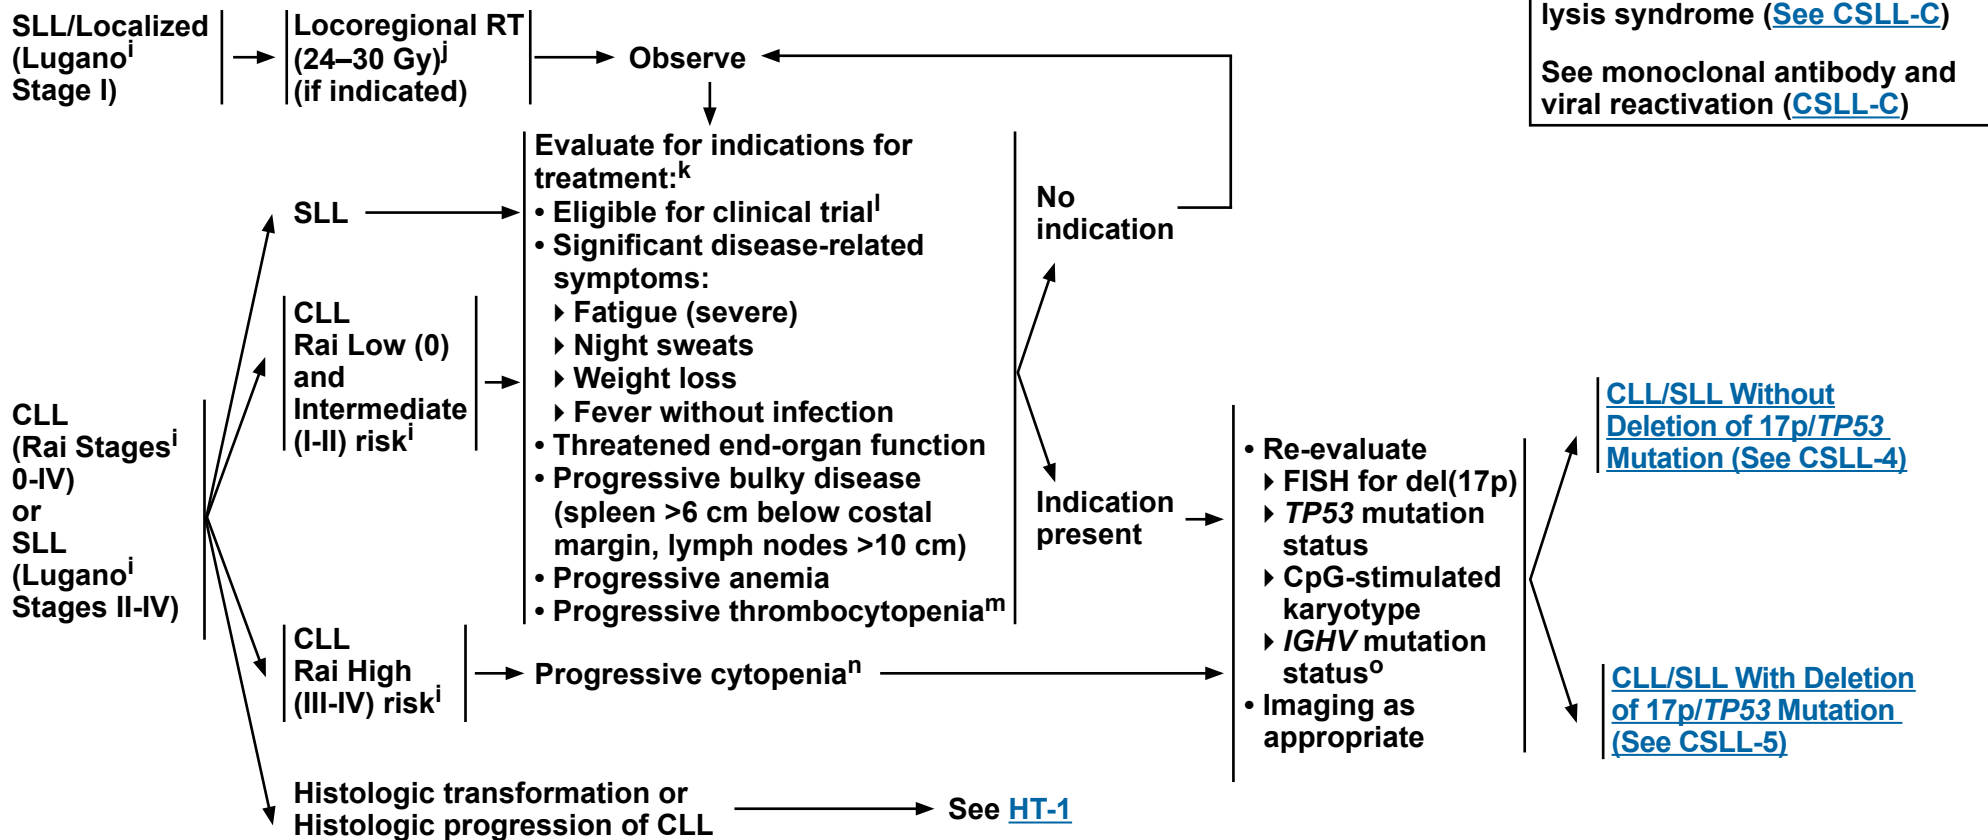 SLL/Localized
(Luganoi
Stage I)
Locoregional RT
(24–30 Gy)j
(if indicated)
Observe
lysis syndrome (See CSLL-C)
See monoclonal antibody and
viral reactivation (CSLL-C)
CLL
(Rai Stagesi
0-IV)
or
SLL
(Luganoi
Stages II-IV)
SLL
CLL
Rai Low (0)
and
Intermediate
(I-II) riski
CLL
Rai High
(III-IV) riski
Histologic transformation or
Histologic progression of CLL
Evaluate for indications for
treatment:k
• Eligible for clinical triall
• Significant disease-related
symptoms:
Fatigue (severe)
Night sweats
Weight loss
Fever without infection
• Threatened end-organ function
• Progressive bulky disease
(spleen >6 cm below costal
margin, lymph nodes >10 cm)
• Progressive anemia
• Progressive thrombocytopeniam
Progressive cytopenian
See HT-1
No
indication
Indication
present
• Re-evaluate
FISH for del(17p)
TP53 mutation
status
CpG-stimulated
karyotype
IGHV mutation
statuso
• Imaging as
appropriate
CLL/SLL Without
Deletion of 17p/TP53
Mutation (See CSLL-4)
CLL/SLL With Deletion
of 17p/TP53 Mutation
(See CSLL-5)